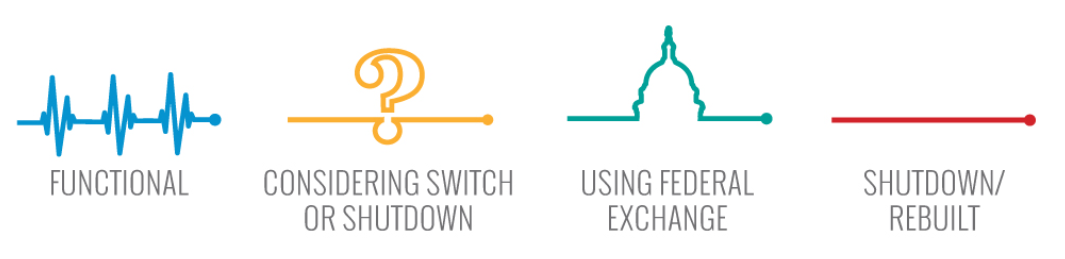 FUNCTIONAL
CONSIDERING SWITCH
OR SHUTDOWN
USING FEDERAL
EXCHANGE
SHUTDOWN/
REBUILT